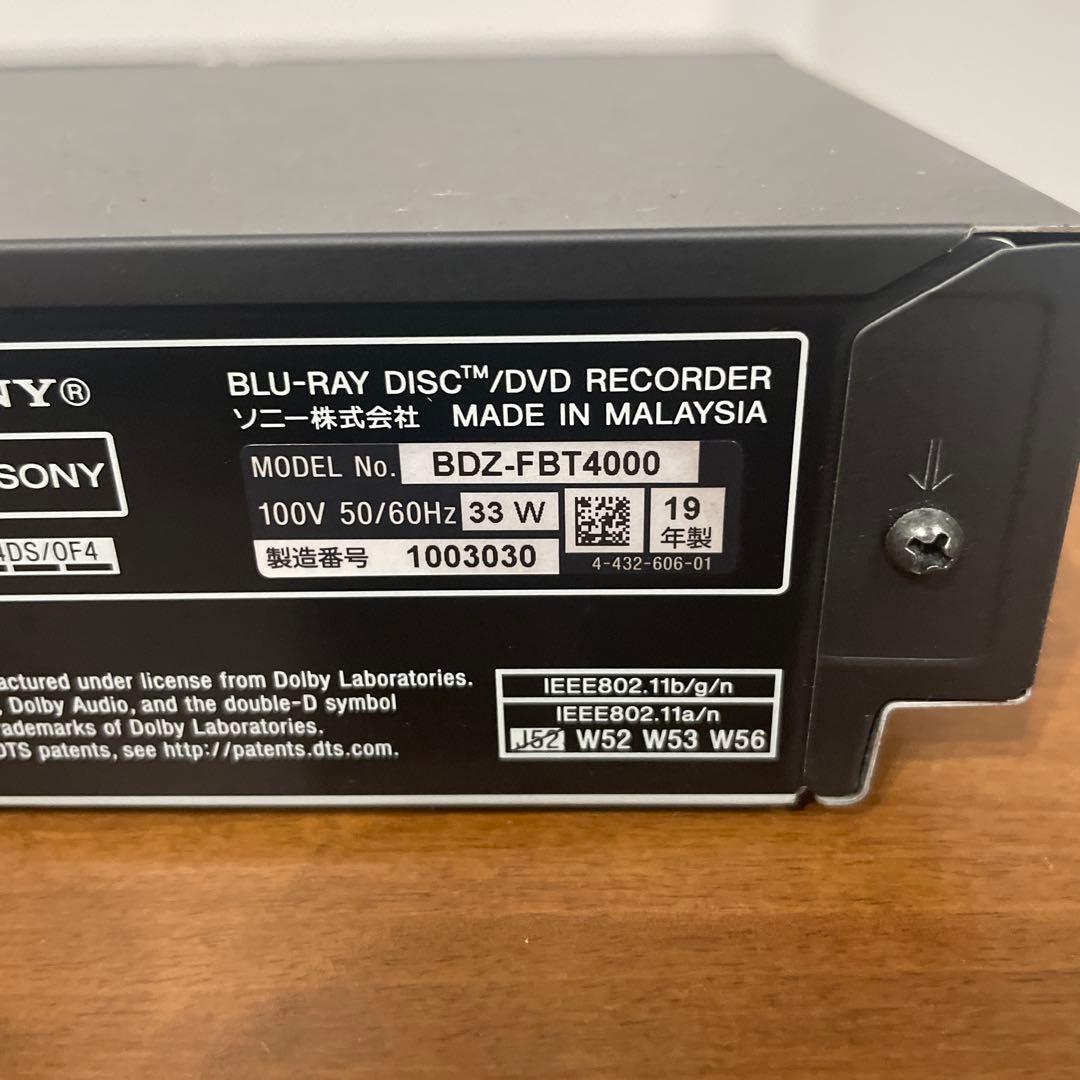 NY®
BLU-RAY DISC™/DVD RECORDER
ソニー株式会社 MADE IN MALAYSIA
SONY
MODEL No. BDZ-FBT4000
100V 50/60Hz 33 W
19
年製
4DS/0F4
製造番号 1003030
4-432-606-01
actured under license from Dolby Laboratories.
, Dolby Audio, and the double-D symbol
rademarks of Dolby Laboratories.
DTS patents, see http://patents.dts.com.
IEEE802.11b/g/n
IEEE802.11a/n
J52 W52 W53 W56